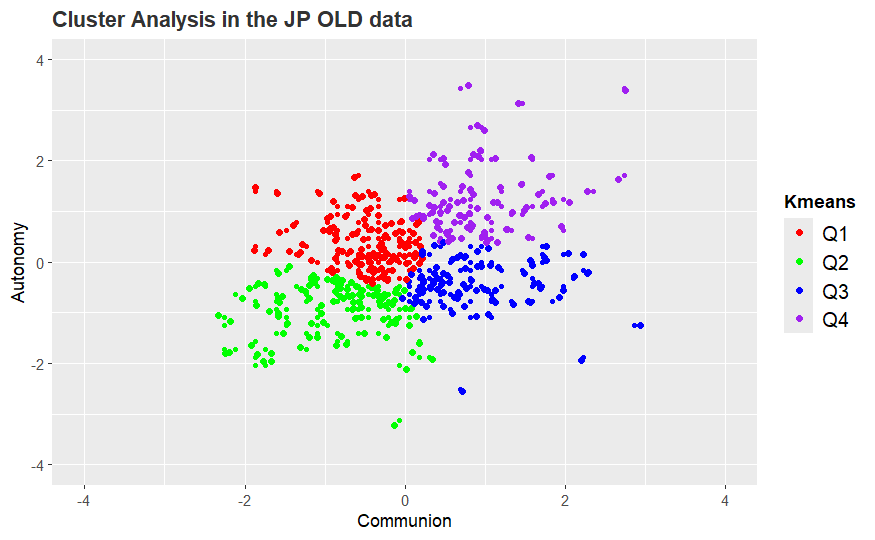 Cluster Analysis in the JP OLD data
Autonomy
4
2
0
-2
-4
-4
-2
0
2
4
Communion
Kmeans
Q1
Q2
Q3
Q4